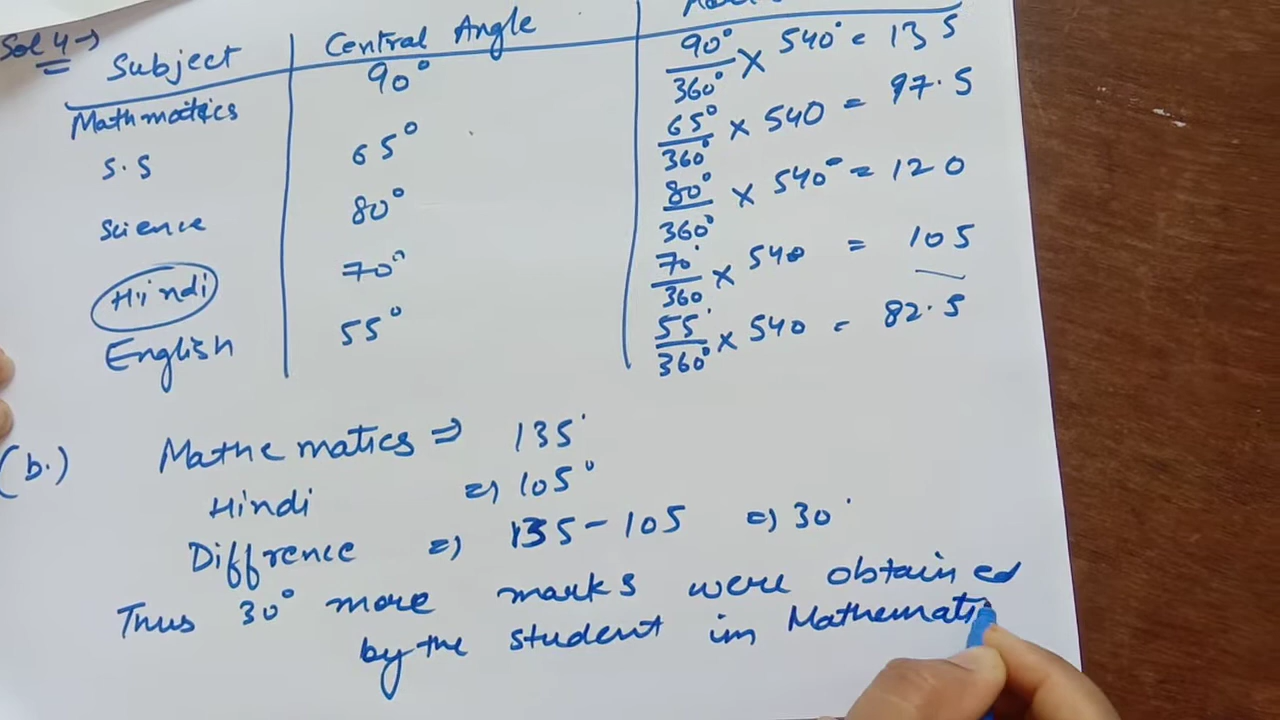 Sol 4→
Subject | Central Angle
Mathmatics 90° 90°/360° × 540° = 135
S.S 65° 65°/360° × 540 = 97.5
Science 80° 80°/360° × 540° = 120
Hindi 70° 70°/360 × 540 = 105
English 55° 55°/360° × 540 = 82.5
(b.) Mathematics ⇒ 135°
Hindi ⇒ 105°
Diffrence ⇒ 135 - 105 ⇒ 30°
Thus 30° more marks were obtained
by the student in Mathemati